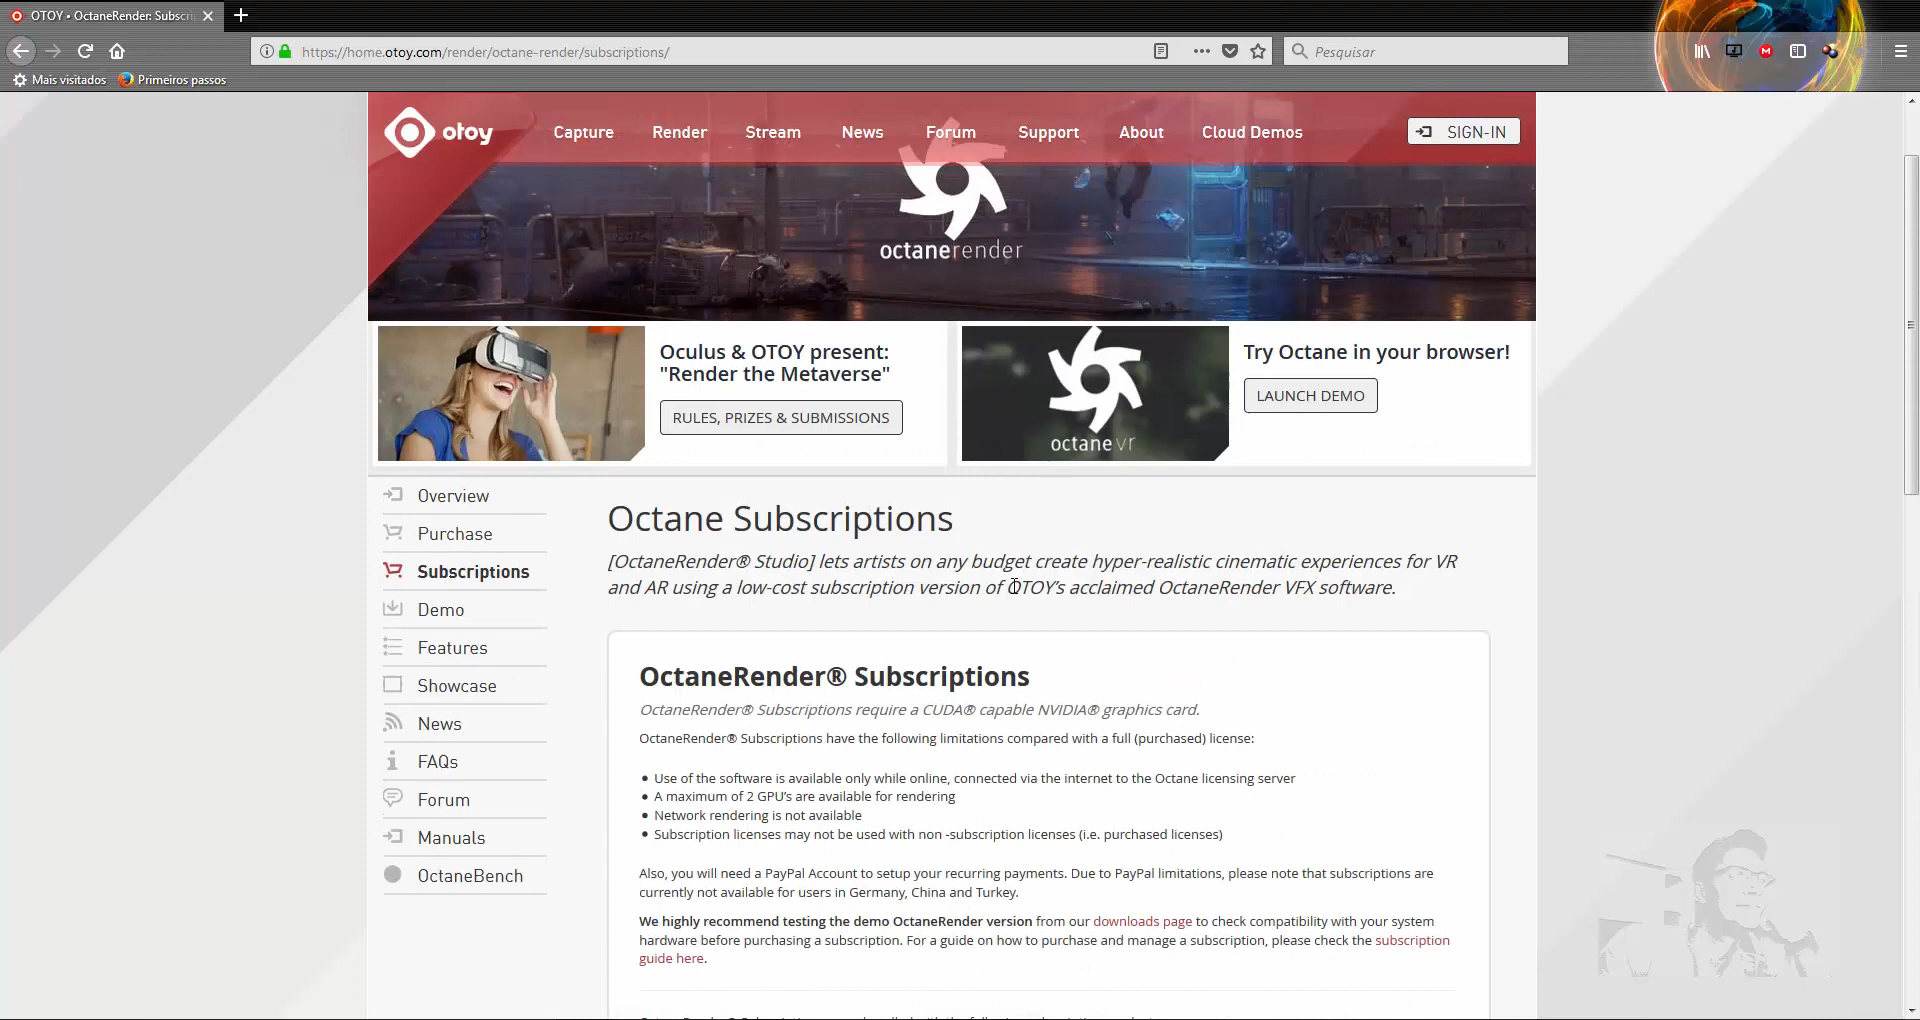 OTOY • OctaneRender: Subscri
https://home.otoy.com/render/octane-render/subscriptions/
Pesquisar
Mais visitados
Primeiros passos
otoy
Capture
Render
Stream
News
Forum
Support
About
Cloud Demos
SIGN-IN
octanerender
Oculus & OTOY present:
"Render the Metaverse"
RULES, PRIZES & SUBMISSIONS
octane vr
Try Octane in your browser!
LAUNCH DEMO
Overview
Purchase
Subscriptions
Demo
Features
Showcase
News
FAQs
Forum
Manuals
OctaneBench
Octane Subscriptions
[OctaneRender® Studio] lets artists on any budget create hyper-realistic cinematic experiences for VR
and AR using a low-cost subscription version of OTOY's acclaimed OctaneRender VFX software.
OctaneRender® Subscriptions
OctaneRender® Subscriptions require a CUDA® capable NVIDIA® graphics card.
OctaneRender® Subscriptions have the following limitations compared with a full (purchased) license:
• Use of the software is available only while online, connected via the internet to the Octane licensing server
• A maximum of 2 GPU's are available for rendering
• Network rendering is not available
• Subscription licenses may not be used with non -subscription licenses (i.e. purchased licenses)
Also, you will need a PayPal Account to setup your recurring payments. Due to PayPal limitations, please note that subscriptions are
currently not available for users in Germany, China and Turkey.
We highly recommend testing the demo OctaneRender version from our downloads page to check compatibility with your system
hardware before purchasing a subscription. For a guide on how to purchase and manage a subscription, please check the subscription
guide here.